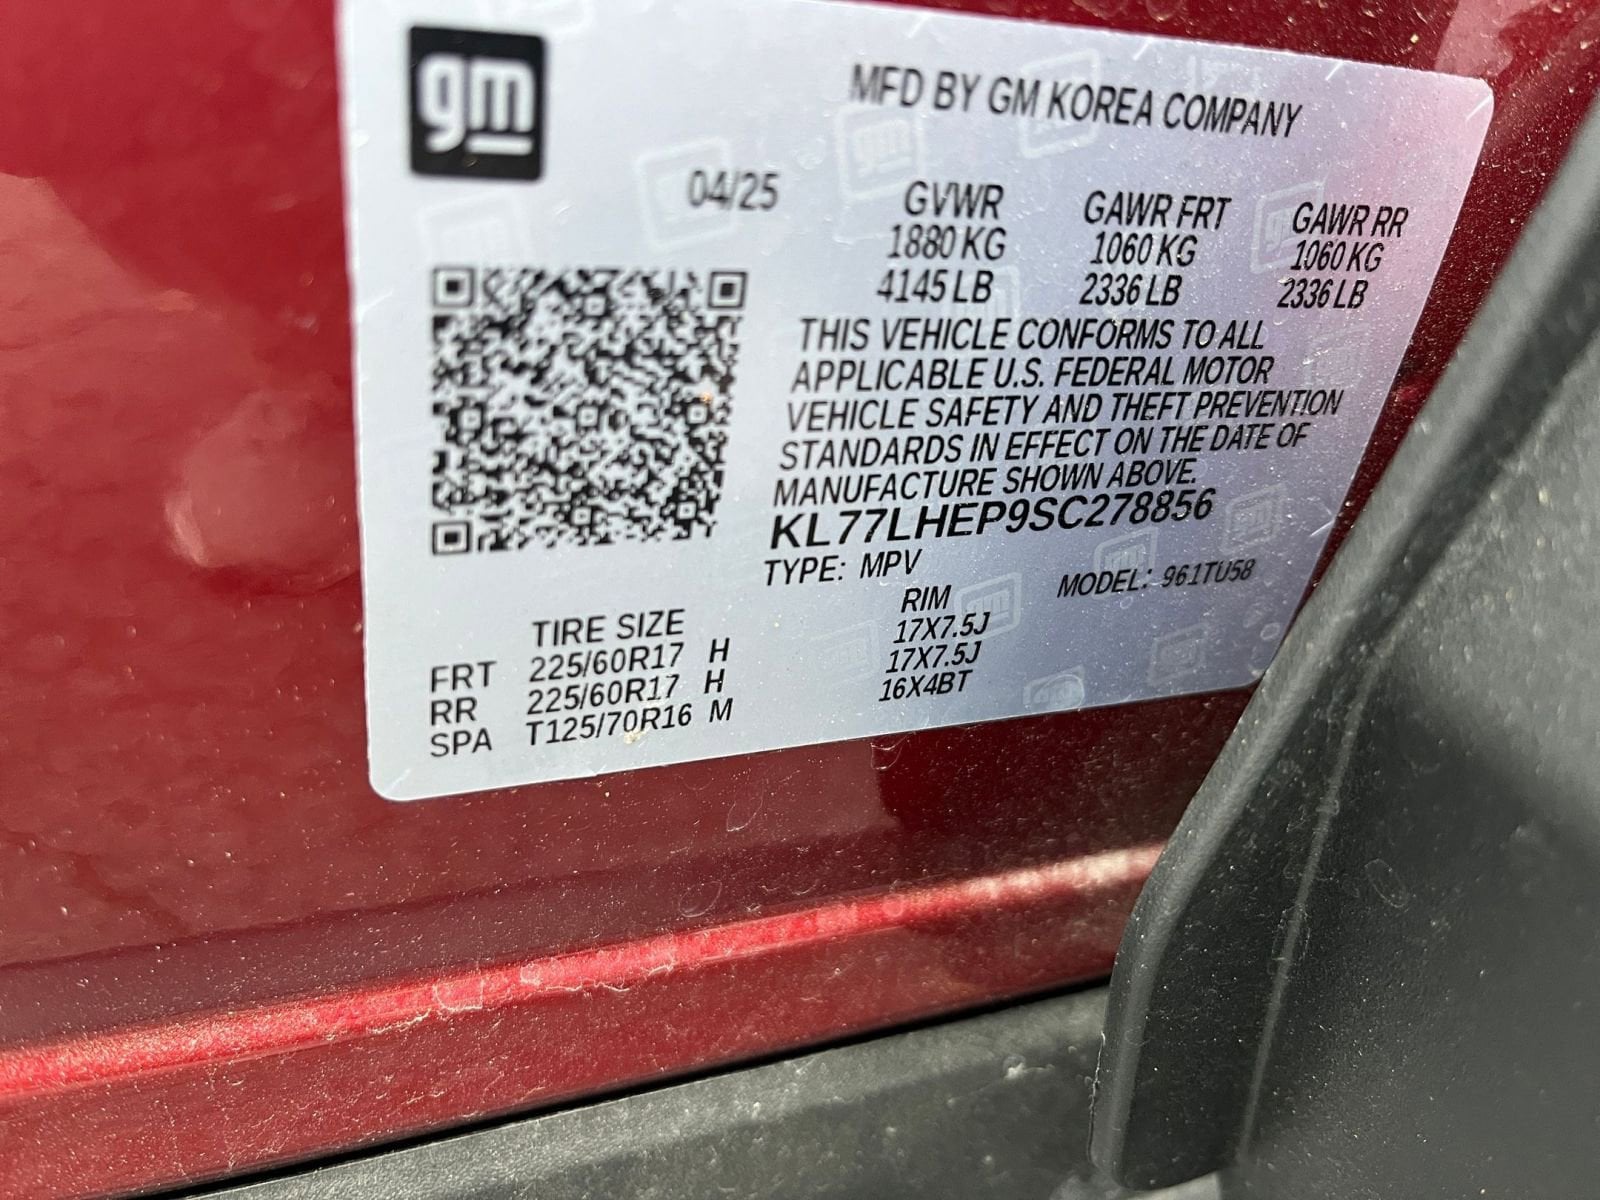 gm
MFD BY GM KOREA COMPANY
04/25
GVWR GAWR FRT GAWR RR
1880 KG 1060 KG 1060 KG
4145 LB 2336 LB 2336 LB
THIS VEHICLE CONFORMS TO ALL
APPLICABLE U.S. FEDERAL MOTOR
VEHICLE SAFETY AND THEFT PREVENTION
STANDARDS IN EFFECT ON THE DATE OF
MANUFACTURE SHOWN ABOVE.
KL77LHEP9SC278856
TYPE: MPV MODEL: 961TU58
TIRE SIZE RIM
FRT 225/60R17 H 17X7.5J
RR 225/60R17 H 17X7.5J
SPA T125/70R16 M 16X4BT